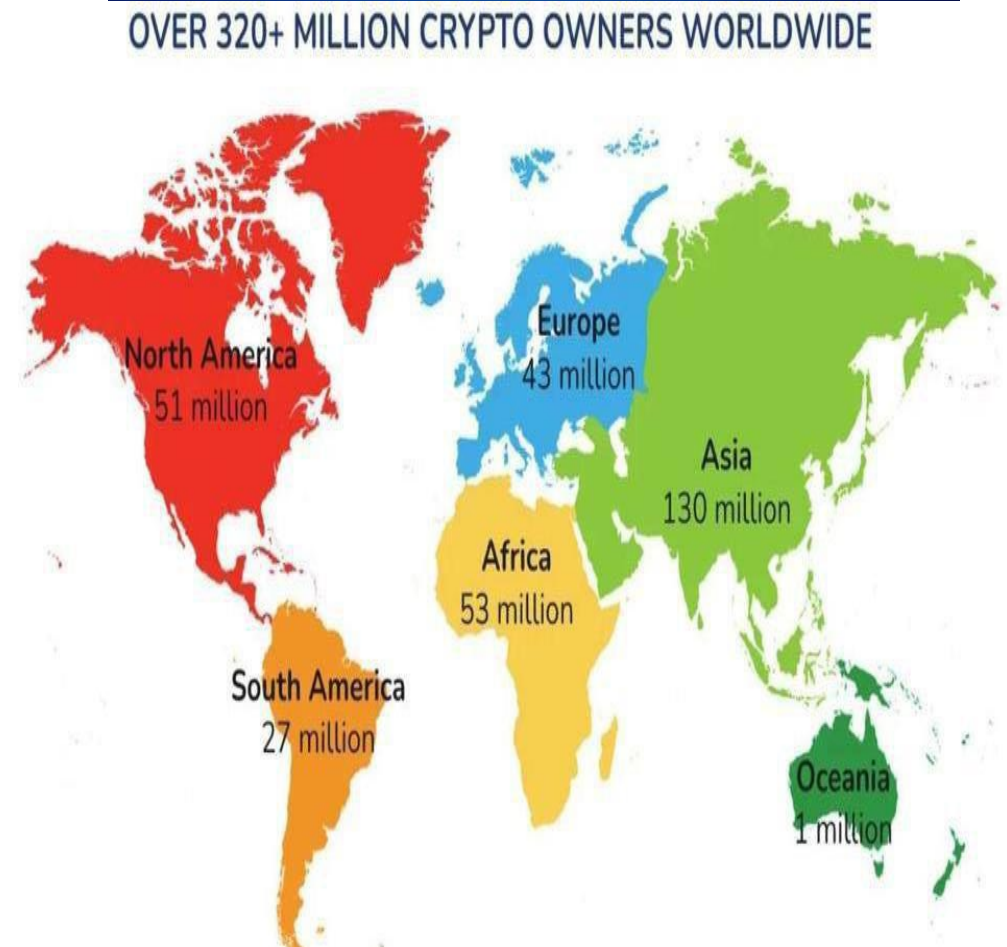 OVER 320+ MILLION CRYPTO OWNERS WORLDWIDE
North America
51 million
Europe
43 million
Asia
130 million
Africa
53 million
South America
27 million
Oceania
1 million